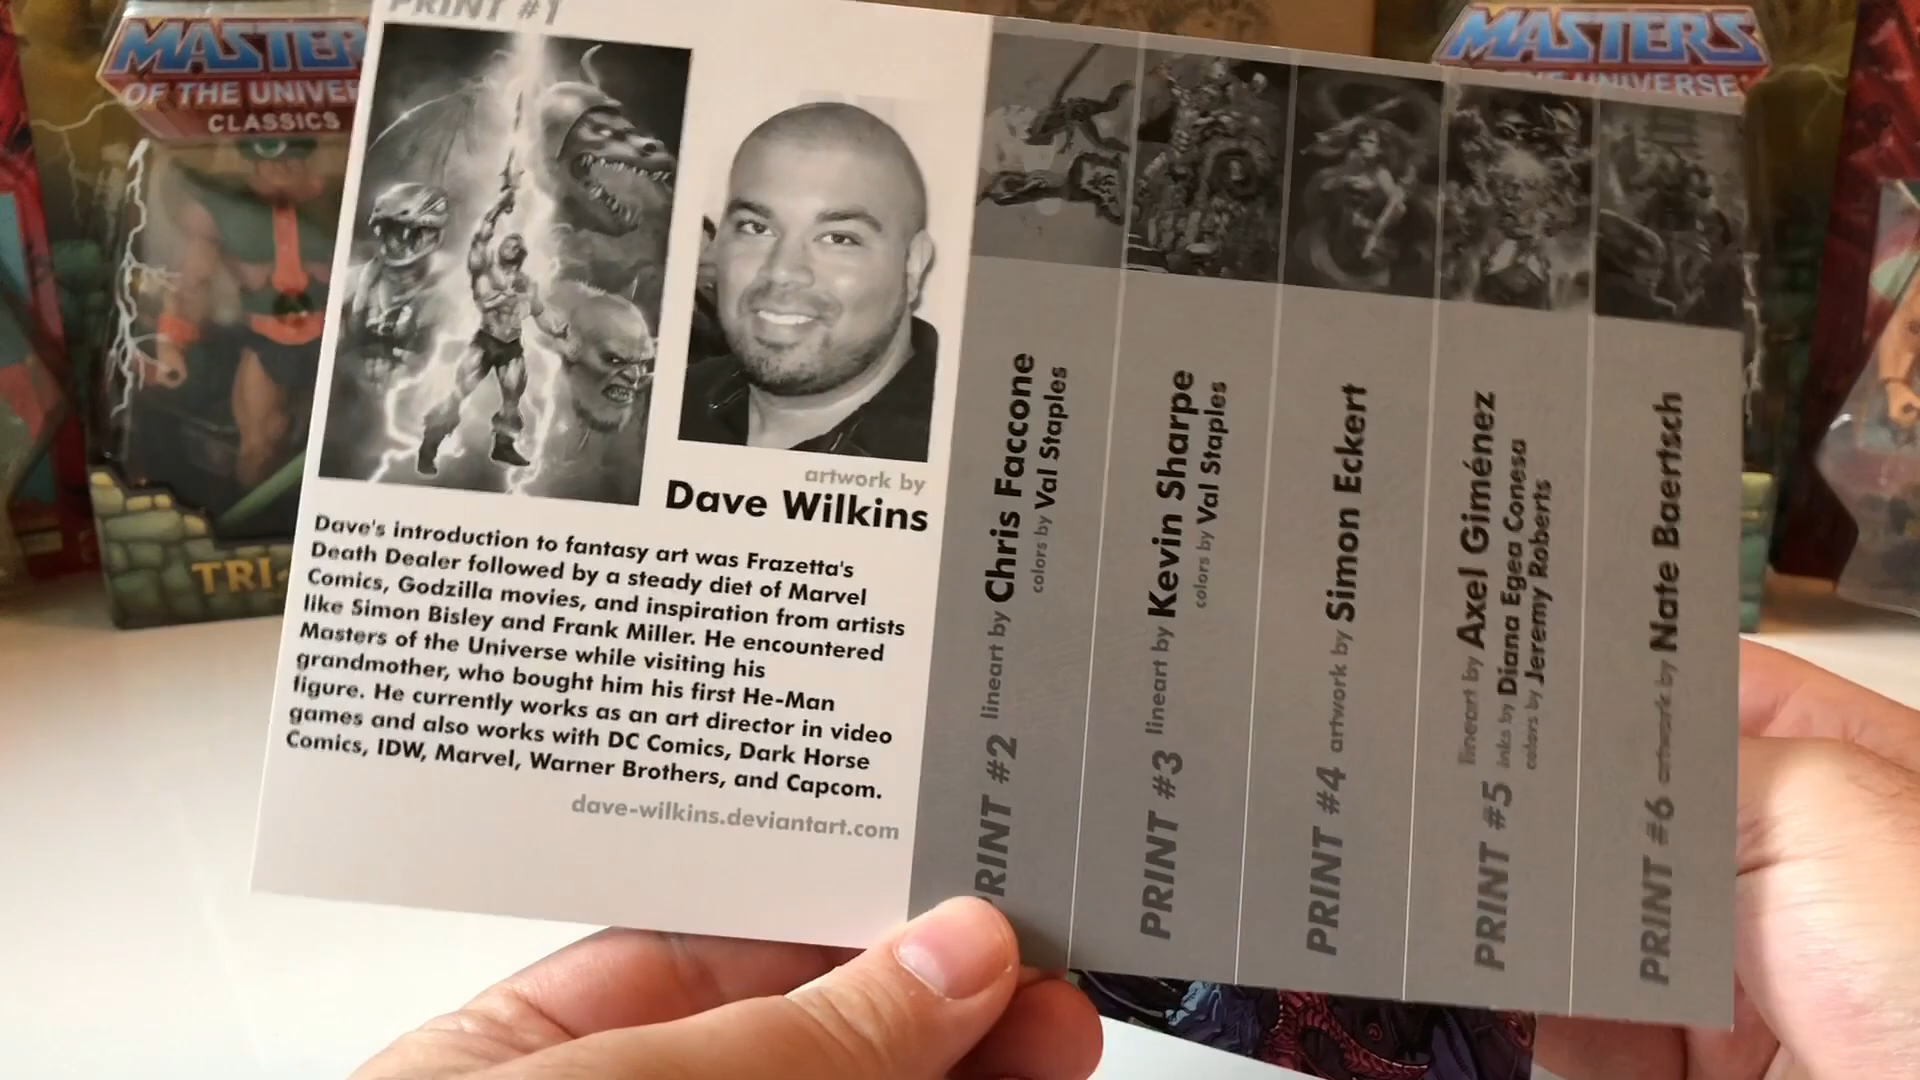 MASTERS
OF THE UNIVE
CLASSICS
TRI-
PRINT #1
artwork by
Dave Wilkins
Dave's introduction to fantasy art was Frazetta's
Death Dealer followed by a steady diet of Marvel
Comics, Godzilla movies, and inspiration from artists
like Simon Bisley and Frank Miller. He encountered
Masters of the Universe while visiting his
grandmother, who bought him his first He-Man
figure. He currently works as an art director in video
games and also works with DC Comics, Dark Horse
Comics, IDW, Marvel, Warner Brothers, and Capcom.
dave-wilkins.deviantart.com
PRINT #2 lineart by Chris Faccone
colors by Val Staples
PRINT #3 lineart by Kevin Sharpe
colors by Val Staples
PRINT #4 artwork by Simon Eckert
PRINT #5 lineart by Axel Giménez
inks by Diana Egea Conesa
colors by Jeremy Roberts
PRINT #6 artwork by Nate Baertsch
MASTERS
UNIVERSE